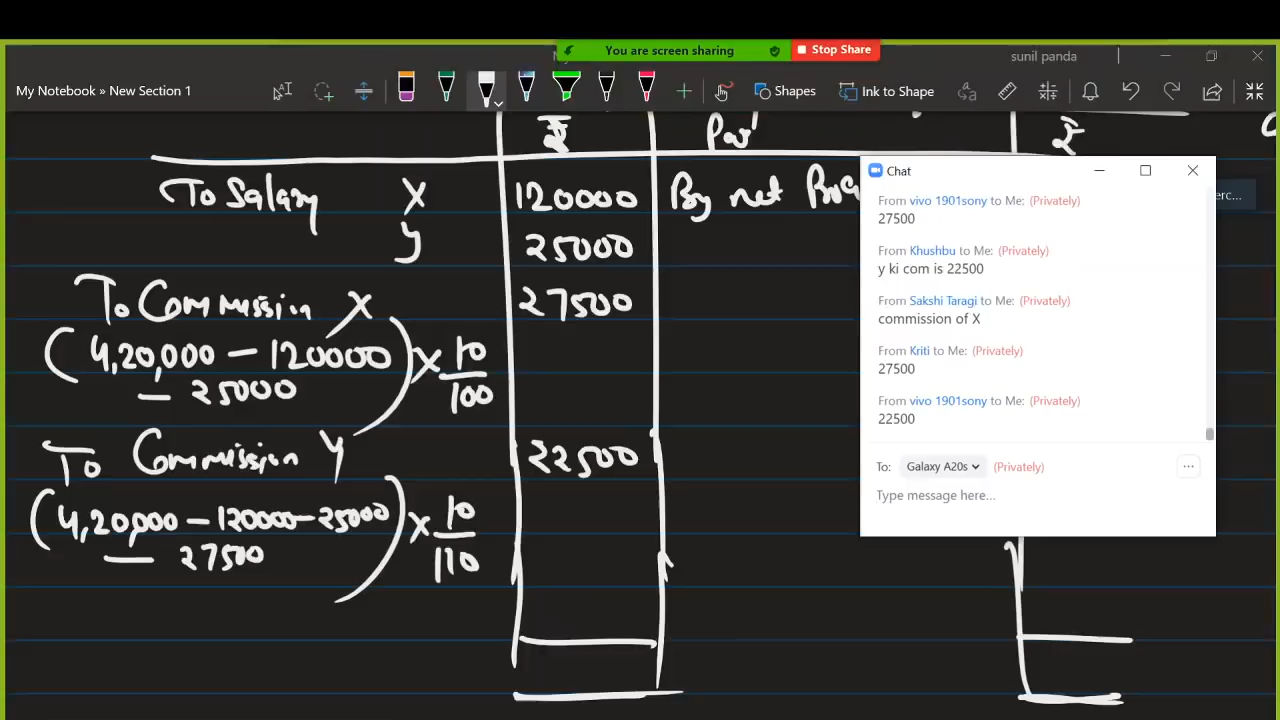 You are screen sharing
Stop Share
sunil panda
My Notebook » New Section 1
Shapes
Ink to Shape
₹
₹
To Salary X 120000 By net
Y 25000
To Commission X 27500
(4,20,000 — 120000 — 25000) × 10/100
To Commission Y 22500
(4,20,000 — 120000 — 25000 — 27500) × 10/110
erc...
Chat
From vivo 1901sony to Me: (Privately)
27500
From Khushbu to Me: (Privately)
y ki com is 22500
From Sakshi Taragi to Me: (Privately)
commission of X
From Kriti to Me: (Privately)
27500
From vivo 1901sony to Me: (Privately)
22500
To: Galaxy A20s (Privately)
Type message here...